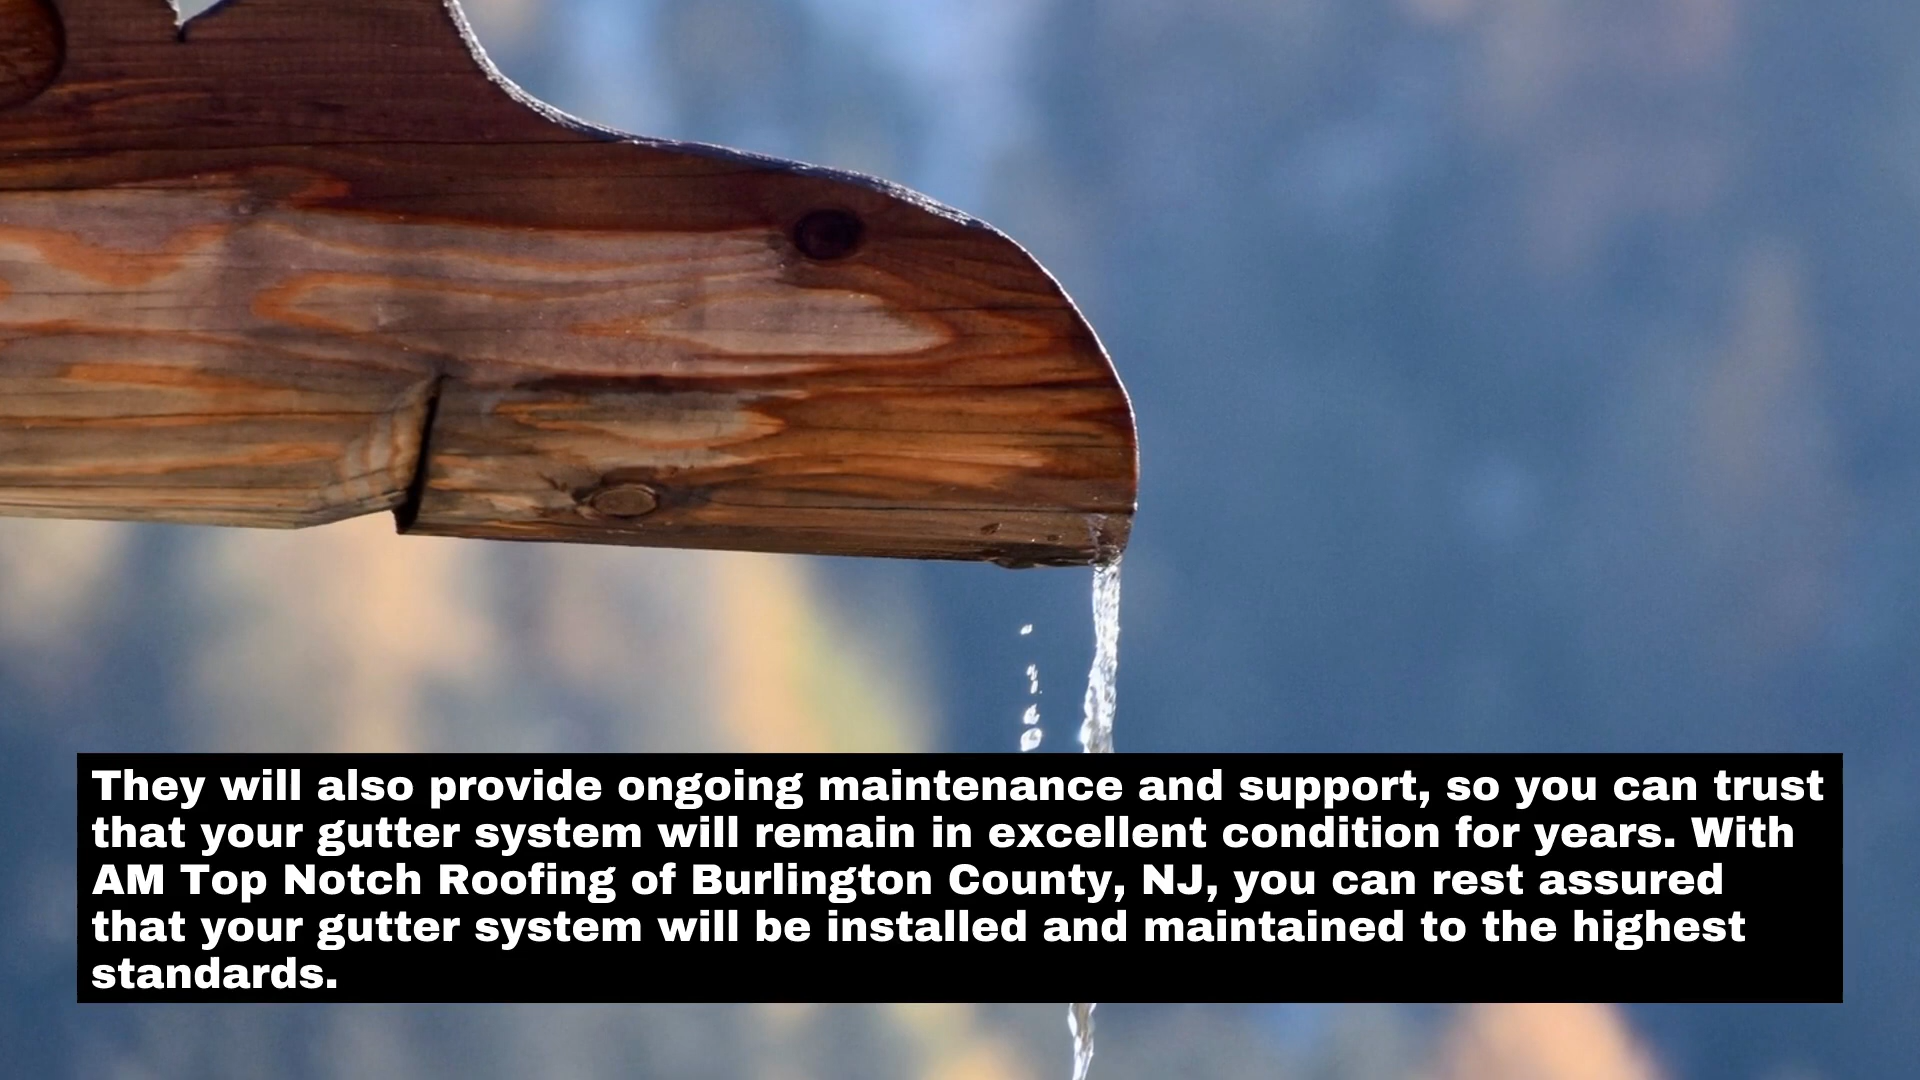 They will also provide ongoing maintenance and support, so you can trust
that your gutter system will remain in excellent condition for years. With
AM Top Notch Roofing of Burlington County, NJ, you can rest assured
that your gutter system will be installed and maintained to the highest
standards.